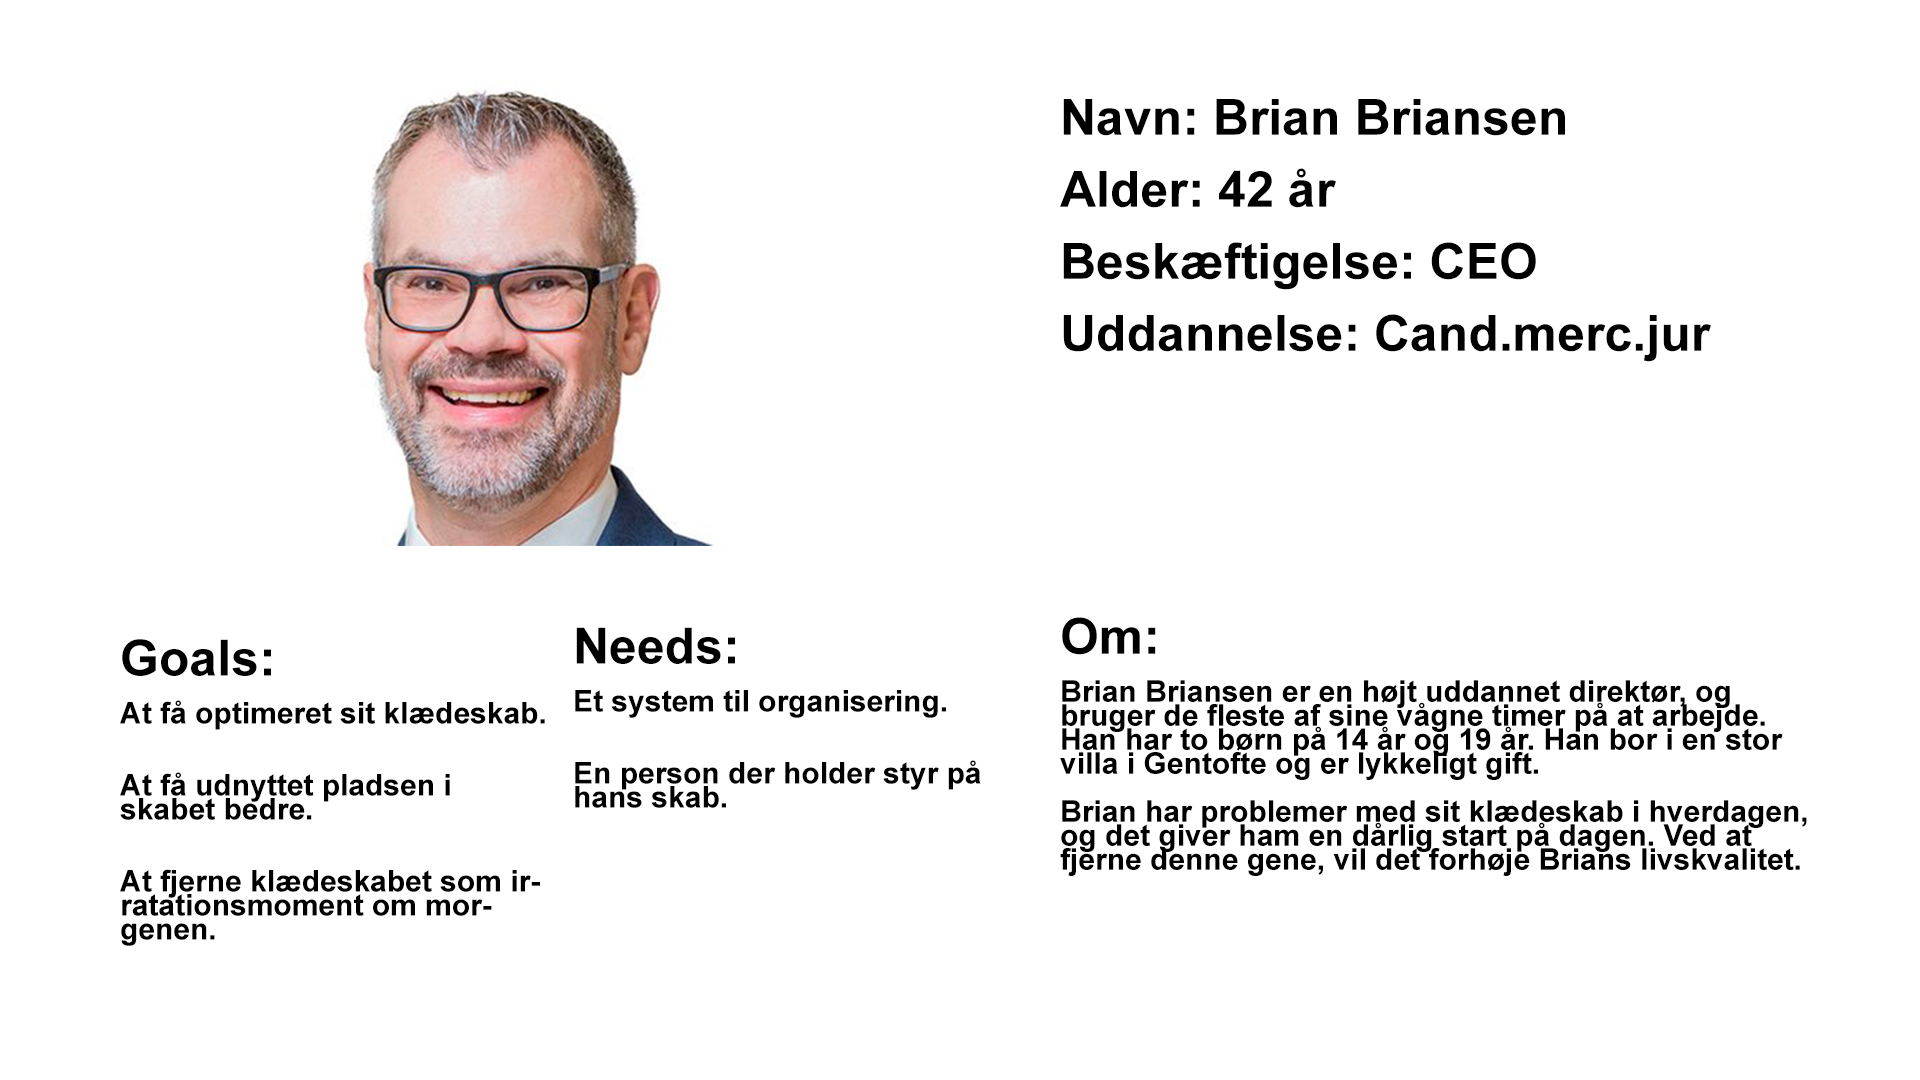 Navn: Brian Briansen
Alder: 42 år
Beskæftigelse: CEO
Uddannelse: Cand.merc.jur
Goals:
At få optimeret sit klædeskab.
At få udnyttet pladsen i
skabet bedre.
At fjerne klædeskabet som ir-
ratationsmoment om mor-
genen.
Needs:
Et system til organisering.
En person der holder styr på
hans skab.
Om:
Brian Briansen er en højt uddannet direktør, og
bruger de fleste af sine vågne timer på at arbejde.
Han har to børn på 14 år og 19 år. Han bor i en stor
villa i Gentofte og er lykkeligt gift.
Brian har problemer med sit klædeskab i hverdagen,
og det giver ham en dårlig start på dagen. Ved at
fjerne denne gene, vil det forhøje Brians livskvalitet.